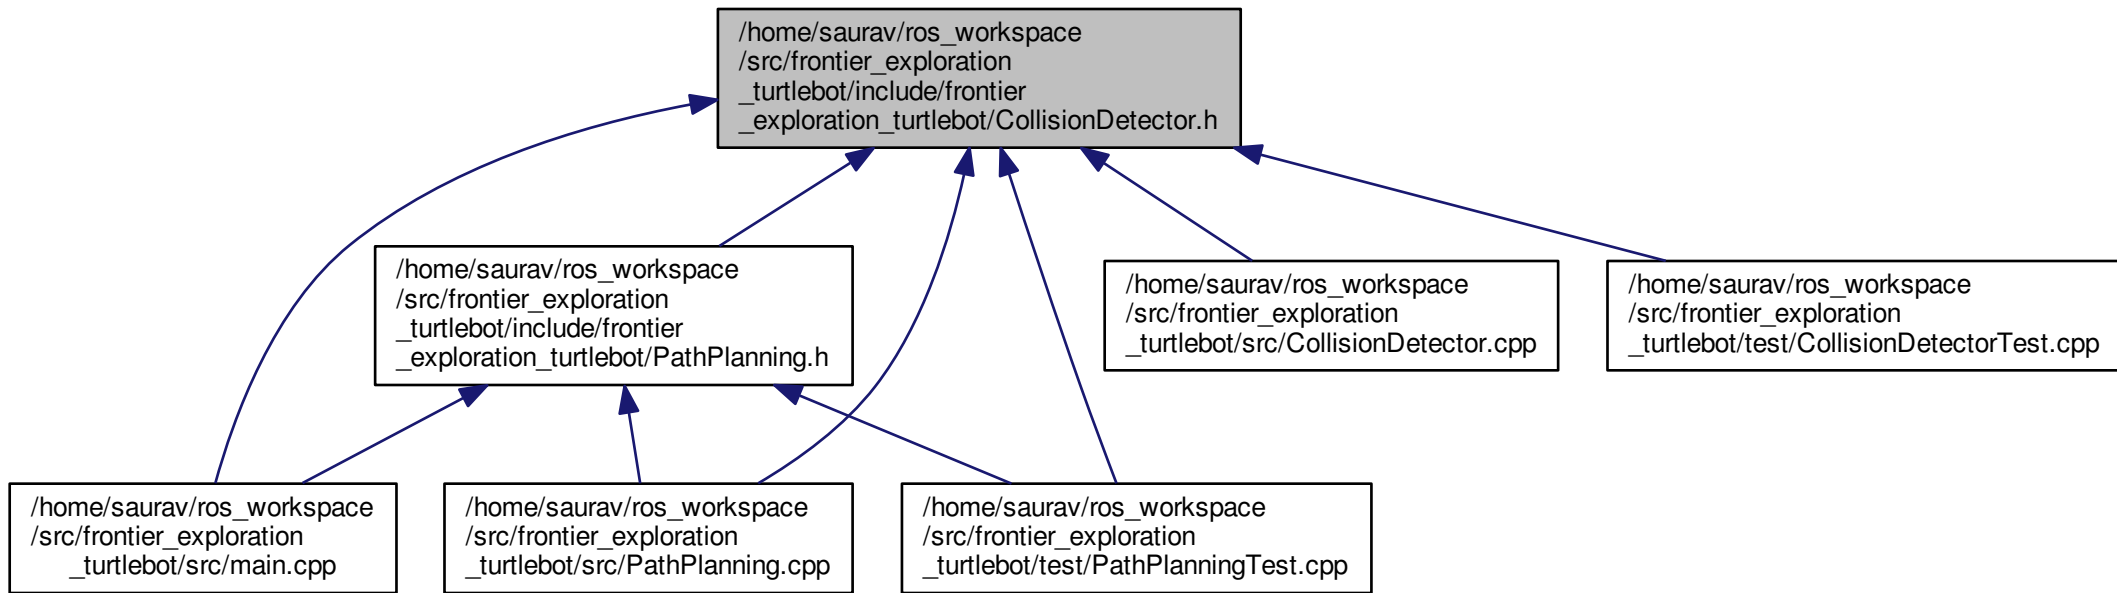 /home/saurav/ros_workspace
/src/frontier_exploration
_turtlebot/include/frontier
_exploration_turtlebot/CollisionDetector.h
/home/saurav/ros_workspace
/src/frontier_exploration
_turtlebot/include/frontier
_exploration_turtlebot/PathPlanning.h
/home/saurav/ros_workspace
/src/frontier_exploration
_turtlebot/src/CollisionDetector.cpp
/home/saurav/ros_workspace
/src/frontier_exploration
_turtlebot/test/CollisionDetectorTest.cpp
/home/saurav/ros_workspace
/src/frontier_exploration
_turtlebot/src/main.cpp
/home/saurav/ros_workspace
/src/frontier_exploration
_turtlebot/src/PathPlanning.cpp
/home/saurav/ros_workspace
/src/frontier_exploration
_turtlebot/test/PathPlanningTest.cpp